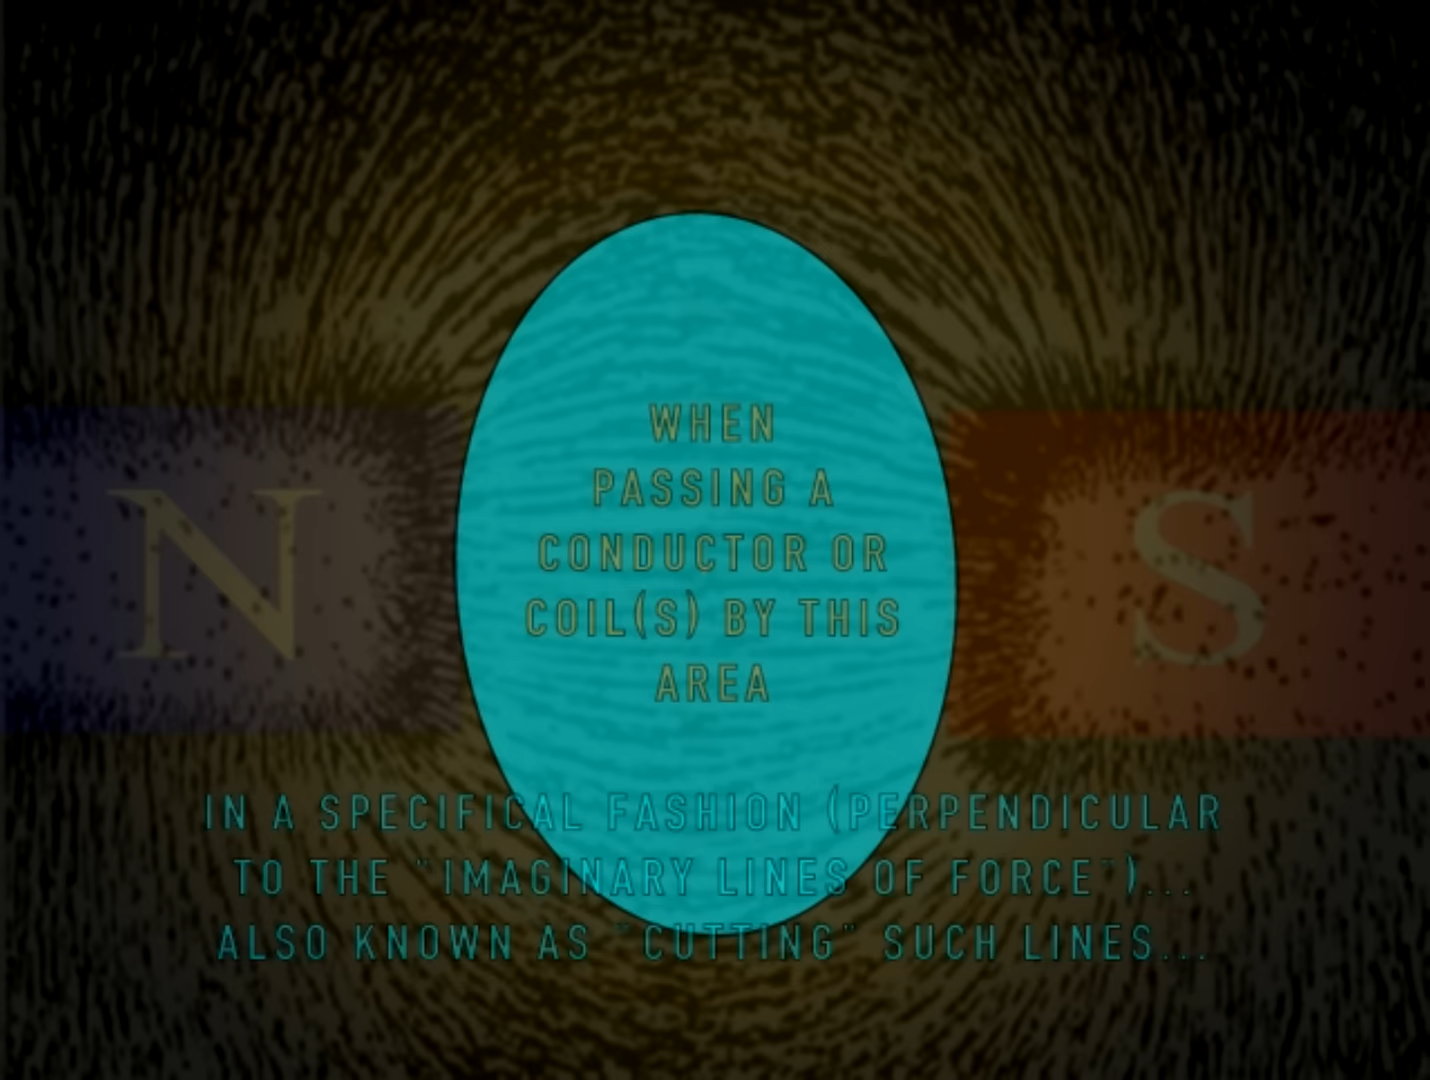 WHEN
PASSING A
N CONDUCTOR OR S
COIL(S) BY THIS
AREA
IN A SPECIFICAL FASHION (PERPENDICULAR
TO THE "IMAGINARY LINES OF FORCE")...
ALSO KNOWN AS "CUTTING" SUCH LINES...